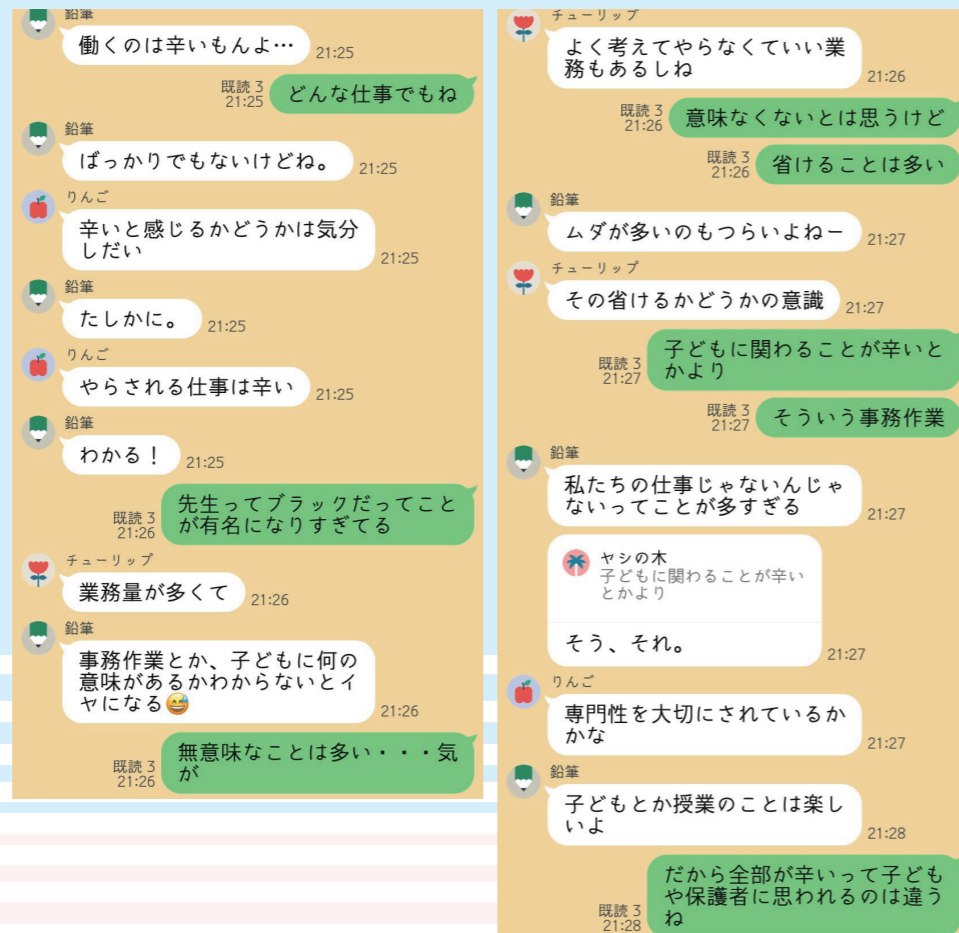 鉛筆
働くのは辛いもんよ…
21:25
既読 3
21:25
どんな仕事でもね
鉛筆
ばっかりでもないけどね。
21:25
りんご
辛いと感じるかどうかは気分
しだい
21:25
鉛筆
たしかに。
21:25
りんご
やらされる仕事は辛い
21:25
鉛筆
わかる！
21:25
先生ってブラックだってこと
が有名になりすぎてる
既読 3
21:26
チューリップ
業務量が多くて
21:26
鉛筆
事務作業とか、子どもに何の
意味があるかわからないとイ
ヤになる😅
21:26
無意味なことは多い・・・気
が
既読 3
21:26
チューリップ
よく考えてやらなくていい業
務もあるしね
21:26
既読 3
21:26
意味なくないとは思うけど
既読 3
21:26
省けることは多い
鉛筆
ムダが多いのもつらいよねー
21:27
チューリップ
その省けるかどうかの意識
21:27
子どもに関わることが辛いと
かより
既読 3
21:27
既読 3
21:27
そういう事務作業
鉛筆
私たちの仕事じゃないんじゃ
ないってことが多すぎる
21:27
ヤシの木
子どもに関わることが辛い
とかより
そう、それ。
21:27
りんご
専門性を大切にされているか
かな
21:27
鉛筆
子どもとか授業のことは楽し
いよ
21:28
だから全部が辛いって子ども
や保護者に思われるのは違う
ね
既読 3
21:28